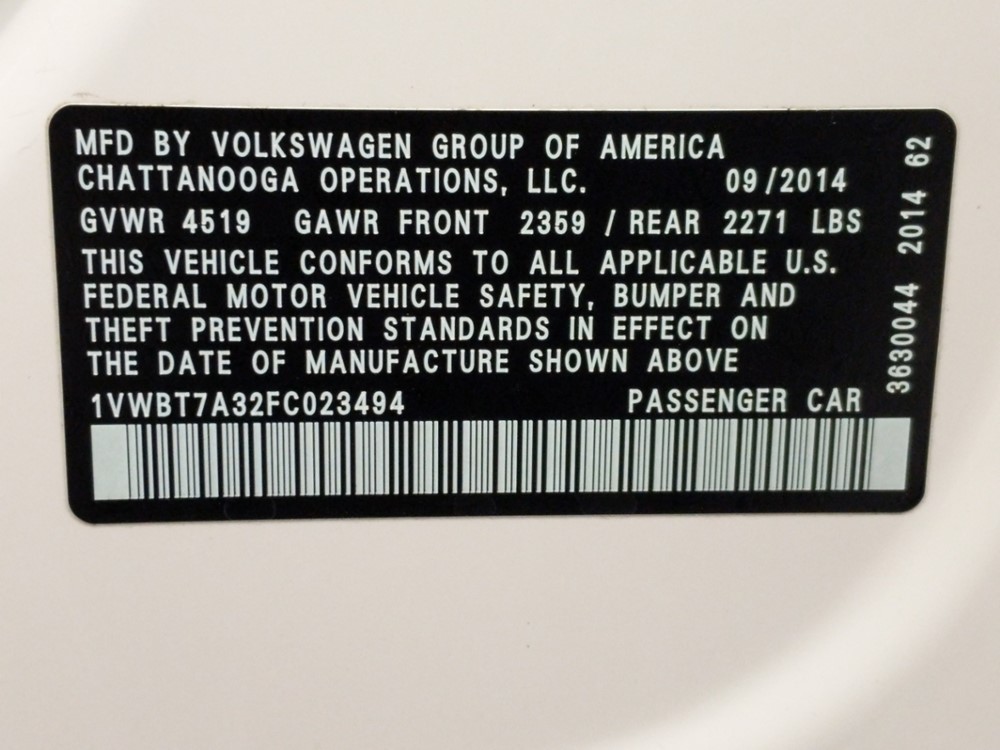 MFD BY VOLKSWAGEN GROUP OF AMERICA
CHATTANOOGA OPERATIONS, LLC. 09/2014
GVWR 4519 GAWR FRONT 2359 / REAR 2271 LBS
THIS VEHICLE CONFORMS TO ALL APPLICABLE U.S.
FEDERAL MOTOR VEHICLE SAFETY, BUMPER AND
THEFT PREVENTION STANDARDS IN EFFECT ON
THE DATE OF MANUFACTURE SHOWN ABOVE
1VWBT7A32FC023494 PASSENGER CAR
3630044 2014 62